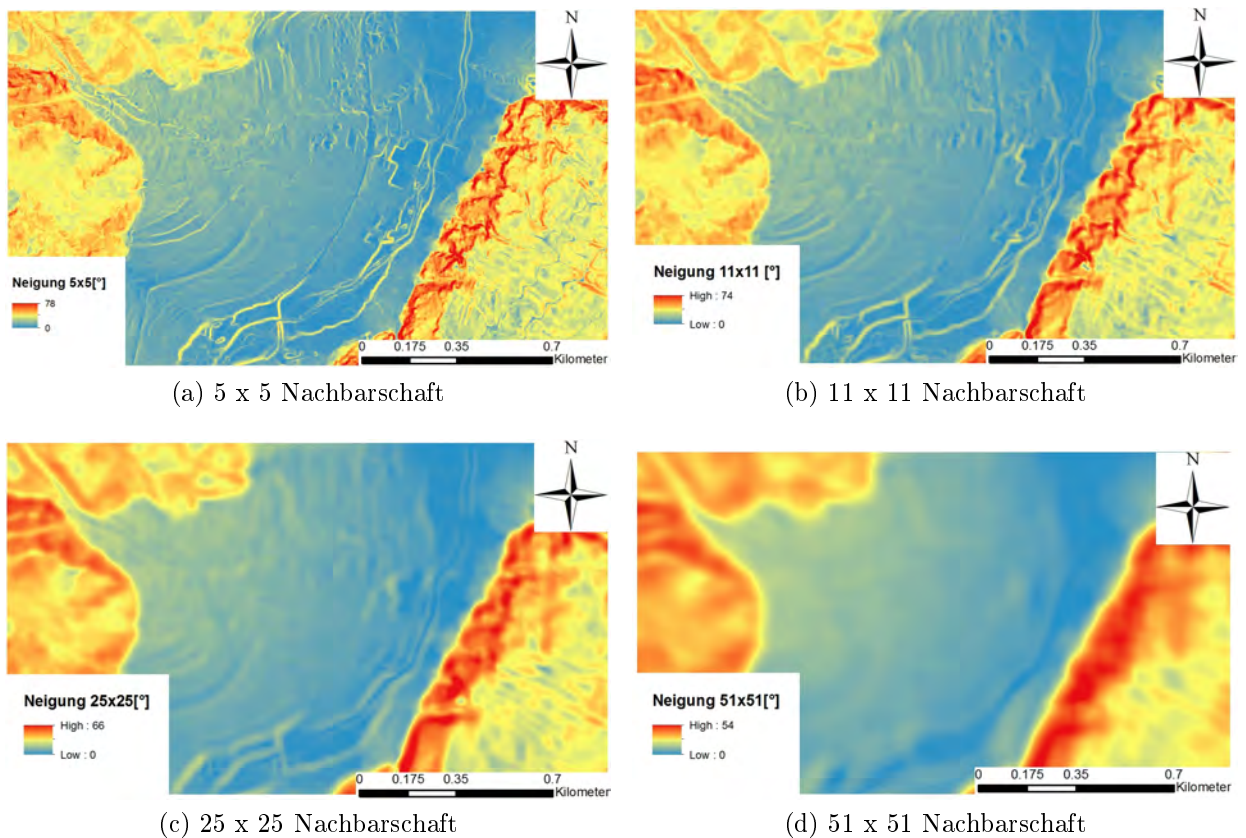 N
Neigung 5x5[°]
78
0
0 0.175 0.35 0.7
Kilometer
(a) 5 x 5 Nachbarschaft
N
Neigung 11x11 [°]
High : 74
Low : 0
0 0.175 0.35 0.7
Kilometer
(b) 11 x 11 Nachbarschaft
N
Neigung 25x25[°]
High : 66
Low : 0
0 0.175 0.35 0.7
Kilometer
(c) 25 x 25 Nachbarschaft
N
Neigung 51x51[°]
High : 54
Low : 0
0 0.175 0.35 0.7
Kilometer
(d) 51 x 51 Nachbarschaft